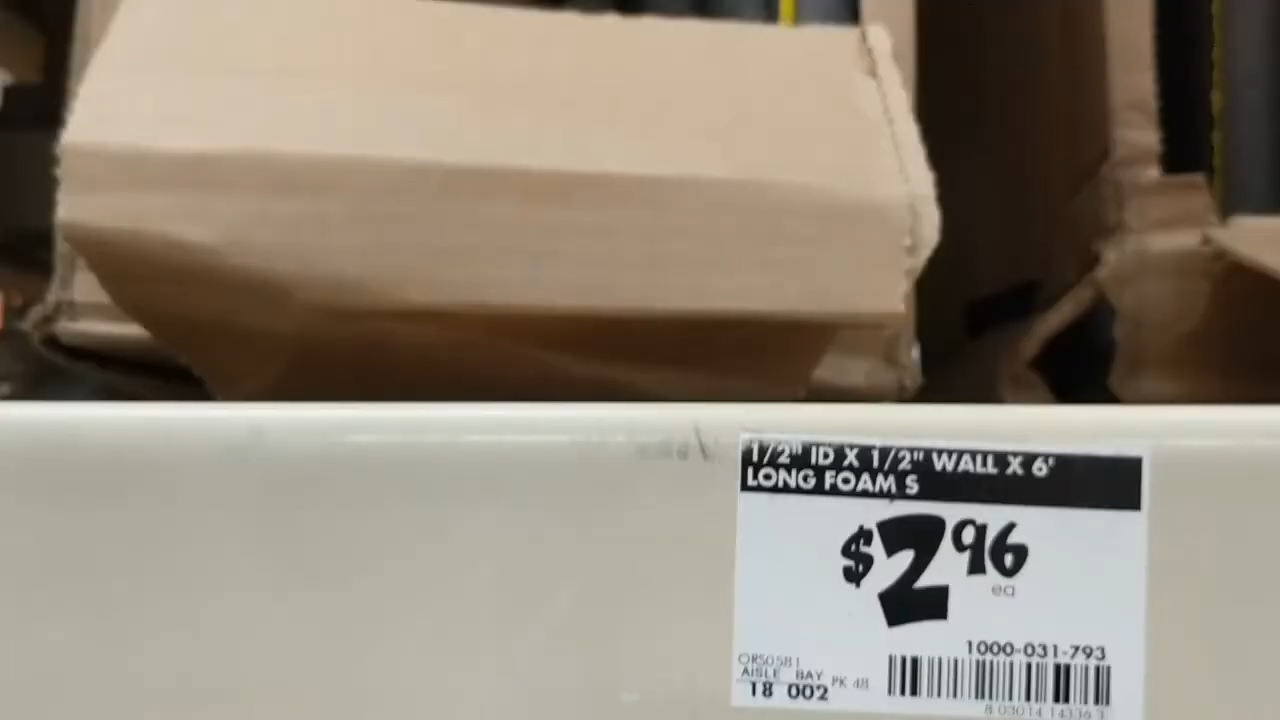 1/2" ID X 1/2" WALL X 6'
LONG FOAM S
$2 96
ea
1000-031-793
ORS0581
AISLE BAY PK 48
18 002